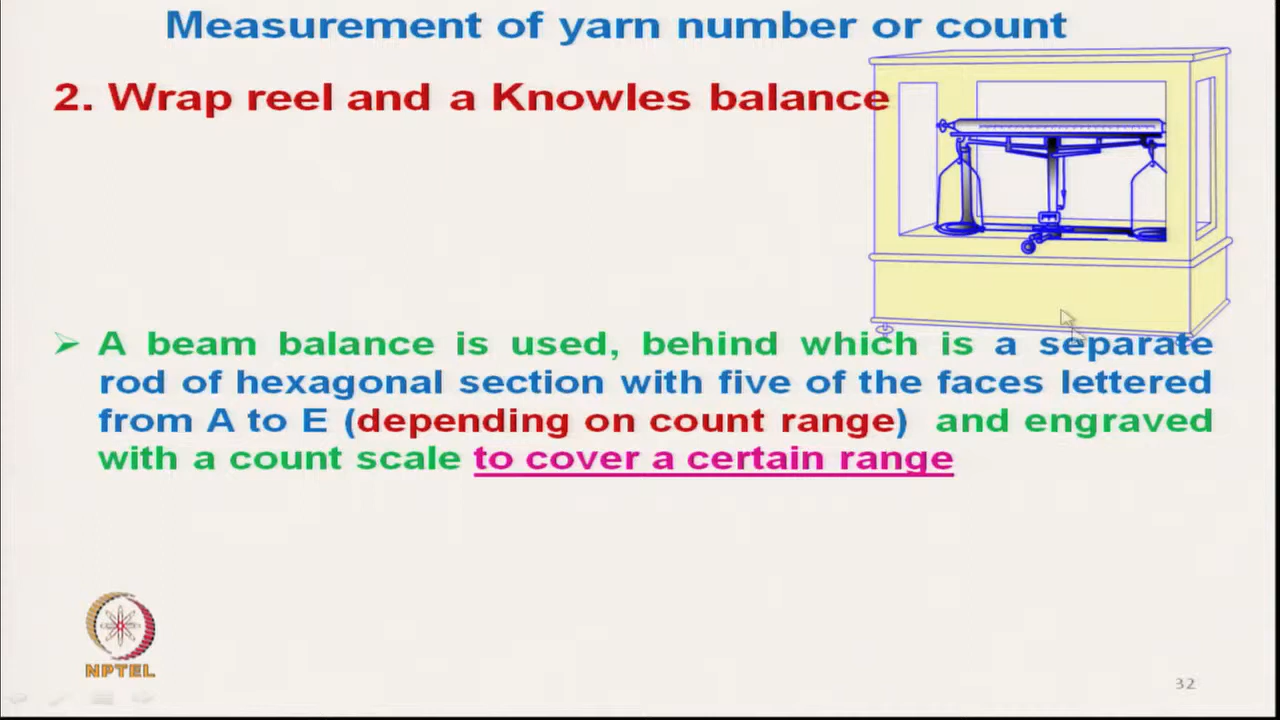 Measurement of yarn number or count
2. Wrap reel and a Knowles balance
➢ A beam balance is used, behind which is a separate
rod of hexagonal section with five of the faces lettered
from A to E (depending on count range) and engraved
with a count scale to cover a certain range
NPTEL
32